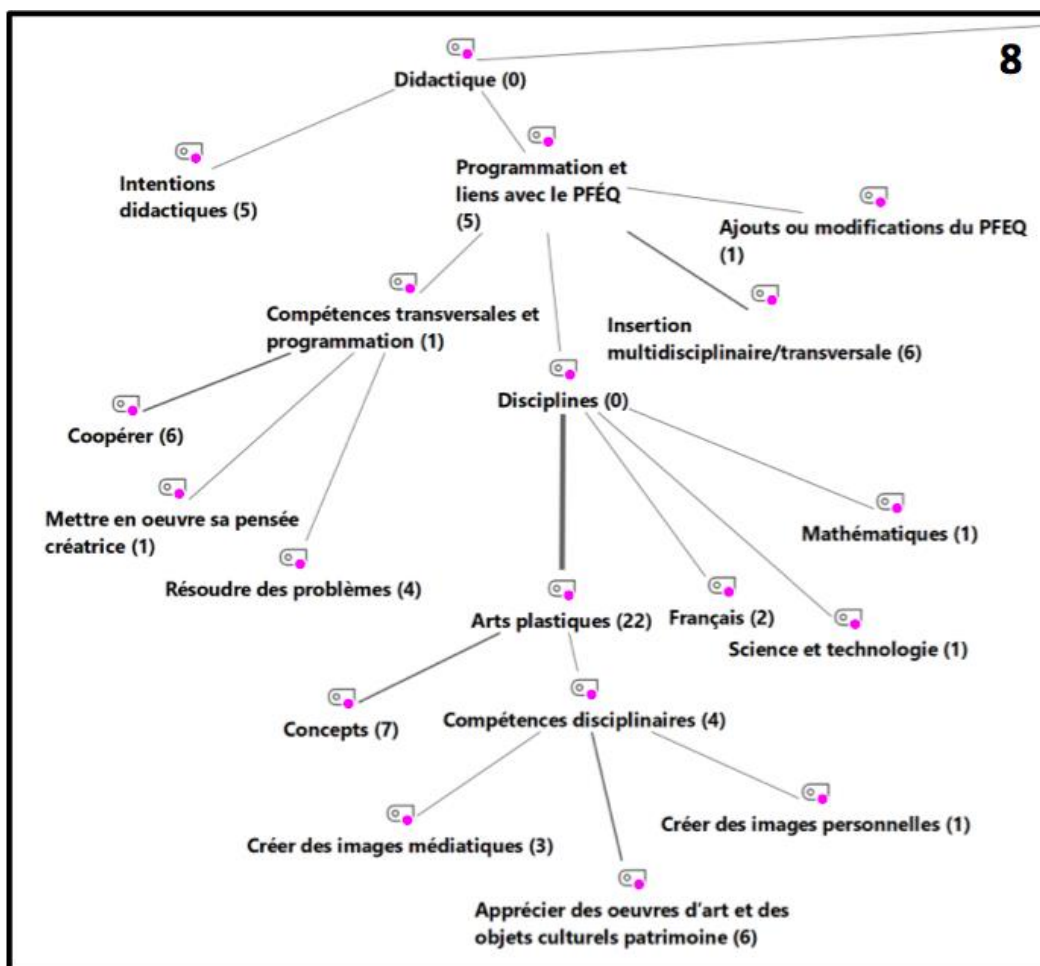 8
Didactique (0)
Intentions
didactiques (5)
Programmation et
liens avec le PFÉQ
(5)
Ajouts ou modifications du PFEQ
(1)
Compétences transversales et
programmation (1)
Insertion
multidisciplinaire/transversale (6)
Disciplines (0)
Coopérer (6)
Mettre en oeuvre sa pensée
créatrice (1)
Résoudre des problèmes (4)
Mathématiques (1)
Arts plastiques (22)
Français (2)
Science et technologie (1)
Concepts (7)
Compétences disciplinaires (4)
Créer des images médiatiques (3)
Créer des images personnelles (1)
Apprécier des oeuvres d'art et des
objets culturels patrimoine (6)